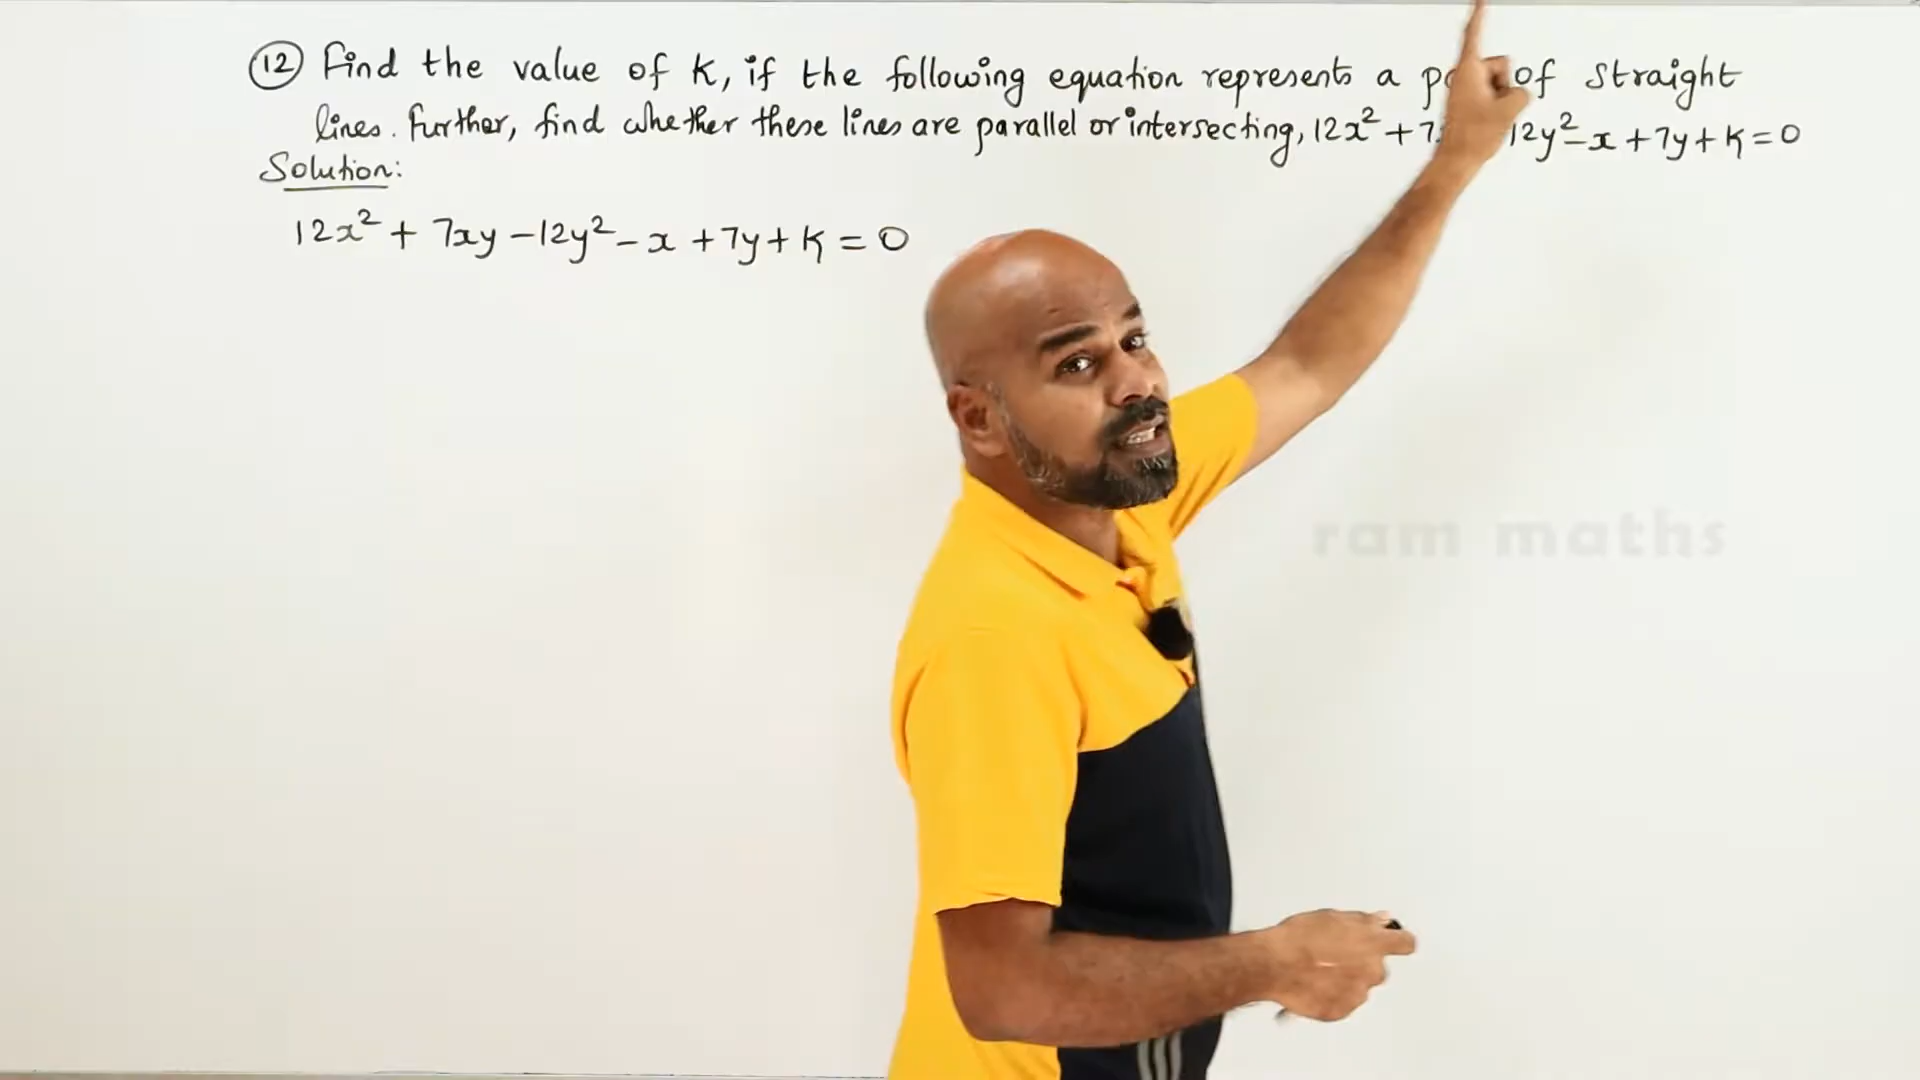 12 Find the value of K, if the following equation represents a of straight
lines. Further, find whether these lines are parallel or intersecting, 12x² + 7 12y² - x + 7y + K = 0
Solution:
12x² + 7xy - 12y² - x + 7y + K = 0
ram maths